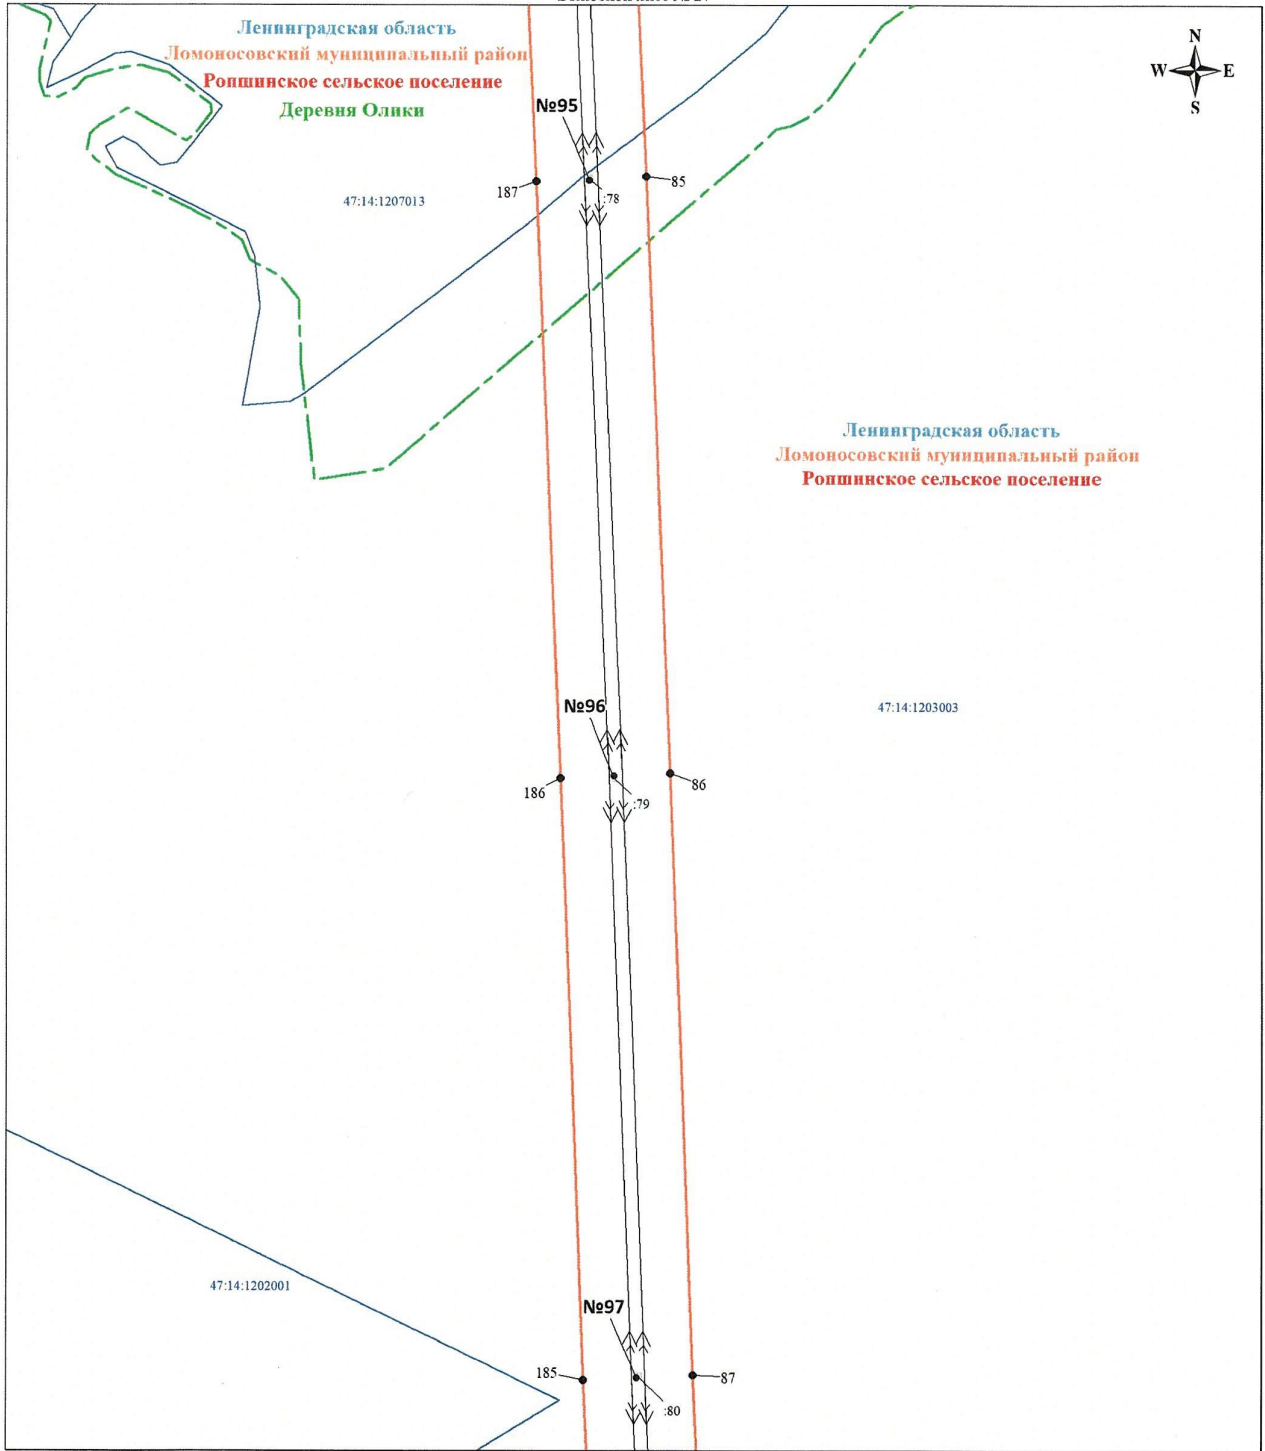 Ленинградская область
Ломоносовский муниципальный район
Ропшинское сельское поселение
Деревня Олики
N
W E
S
№95
187
85
:78
47:14:1207013
Ленинградская область
Ломоносовский муниципальный район
Ропшинское сельское поселение
№96
47:14:1203003
186
86
:79
47:14:1202001
№97
185
87
:80